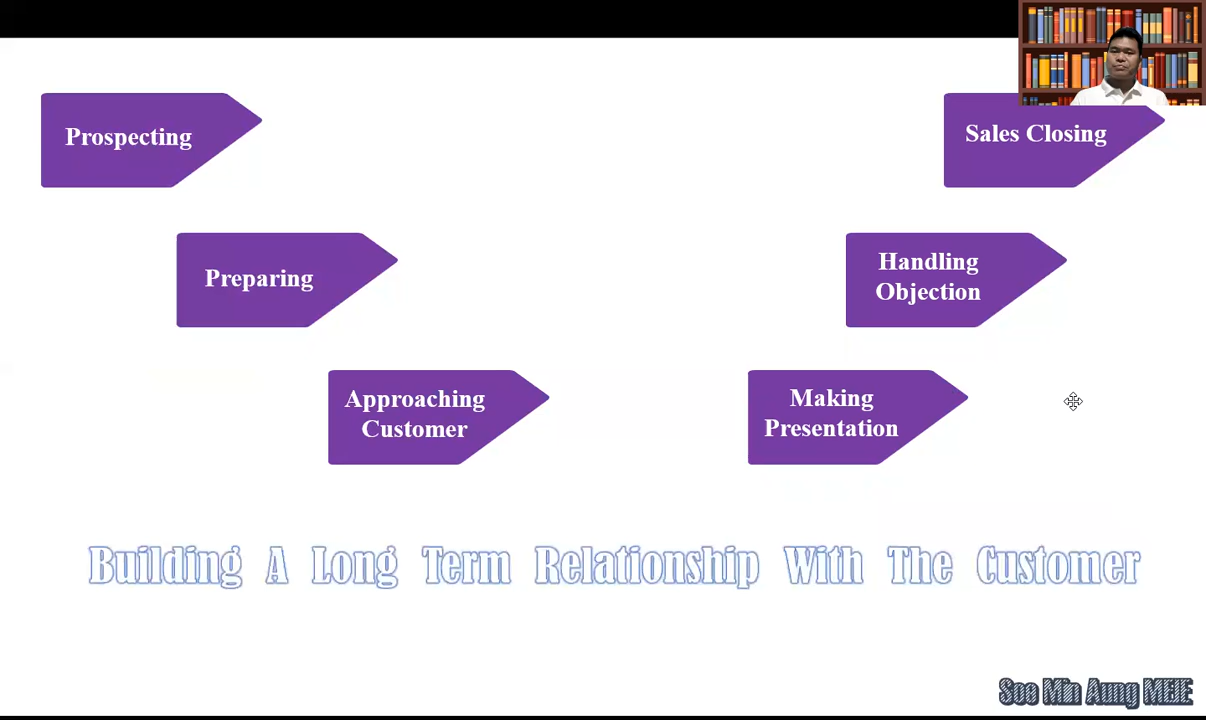 Prospecting
Sales Closing
Preparing
Handling
Objection
Approaching
Customer
Making
Presentation
Building A Long Term Relationship With The Customer
Soe Min Aung MEIE